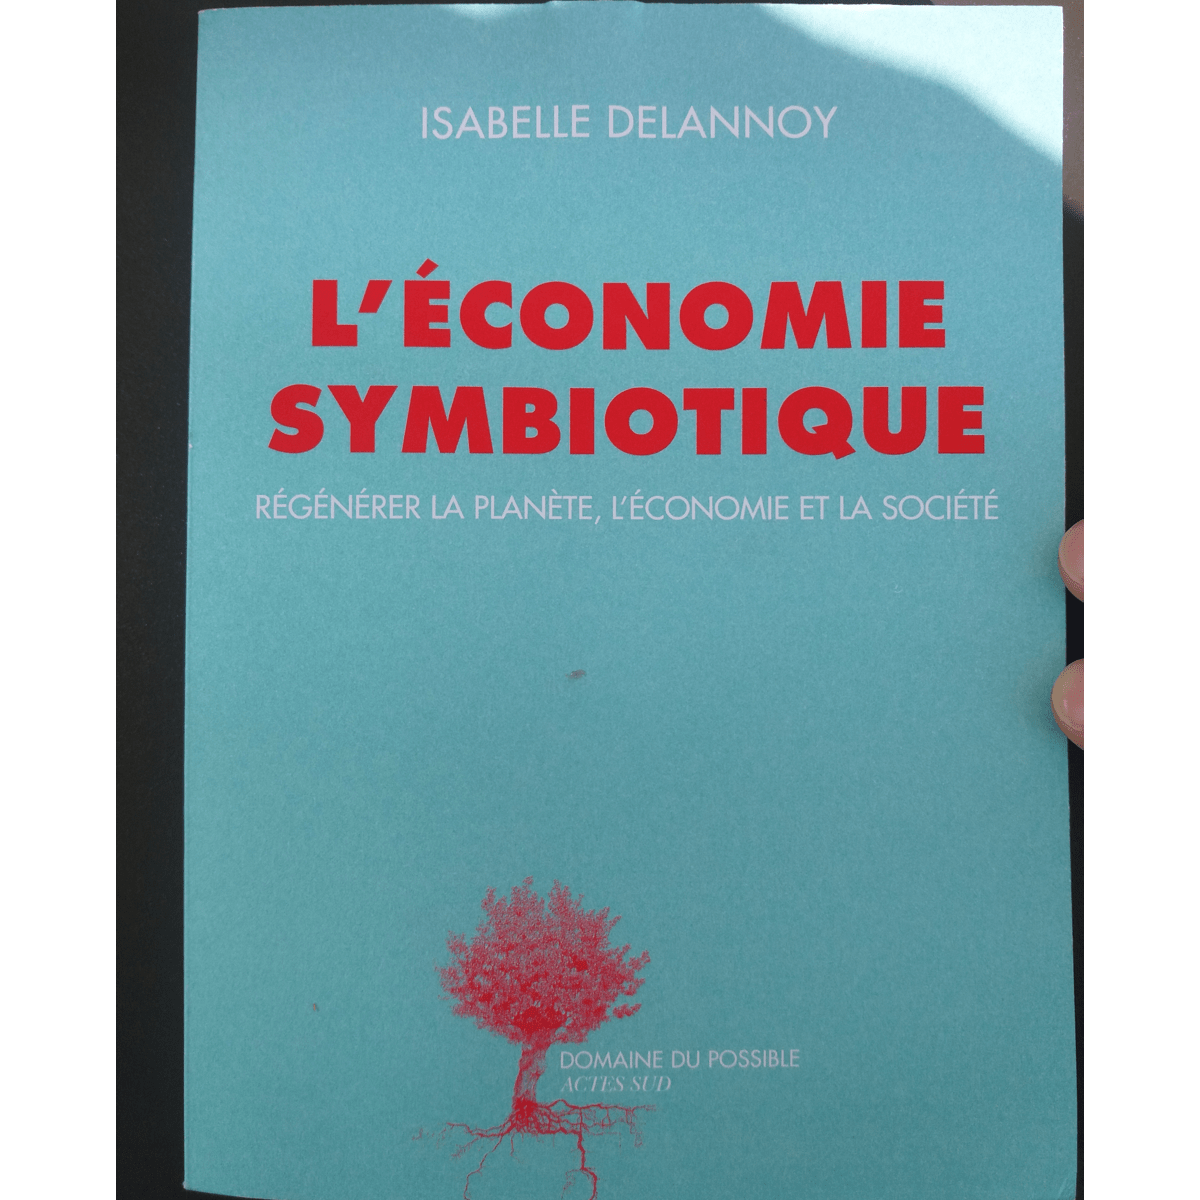 ISABELLE DELANNOY
L'ÉCONOMIE
SYMBIOTIQUE
RÉGÉNÉRER LA PLANÈTE, L'ÉCONOMIE ET LA SOCIÉTÉ
DOMAINE DU POSSIBLE
ACTES SUD